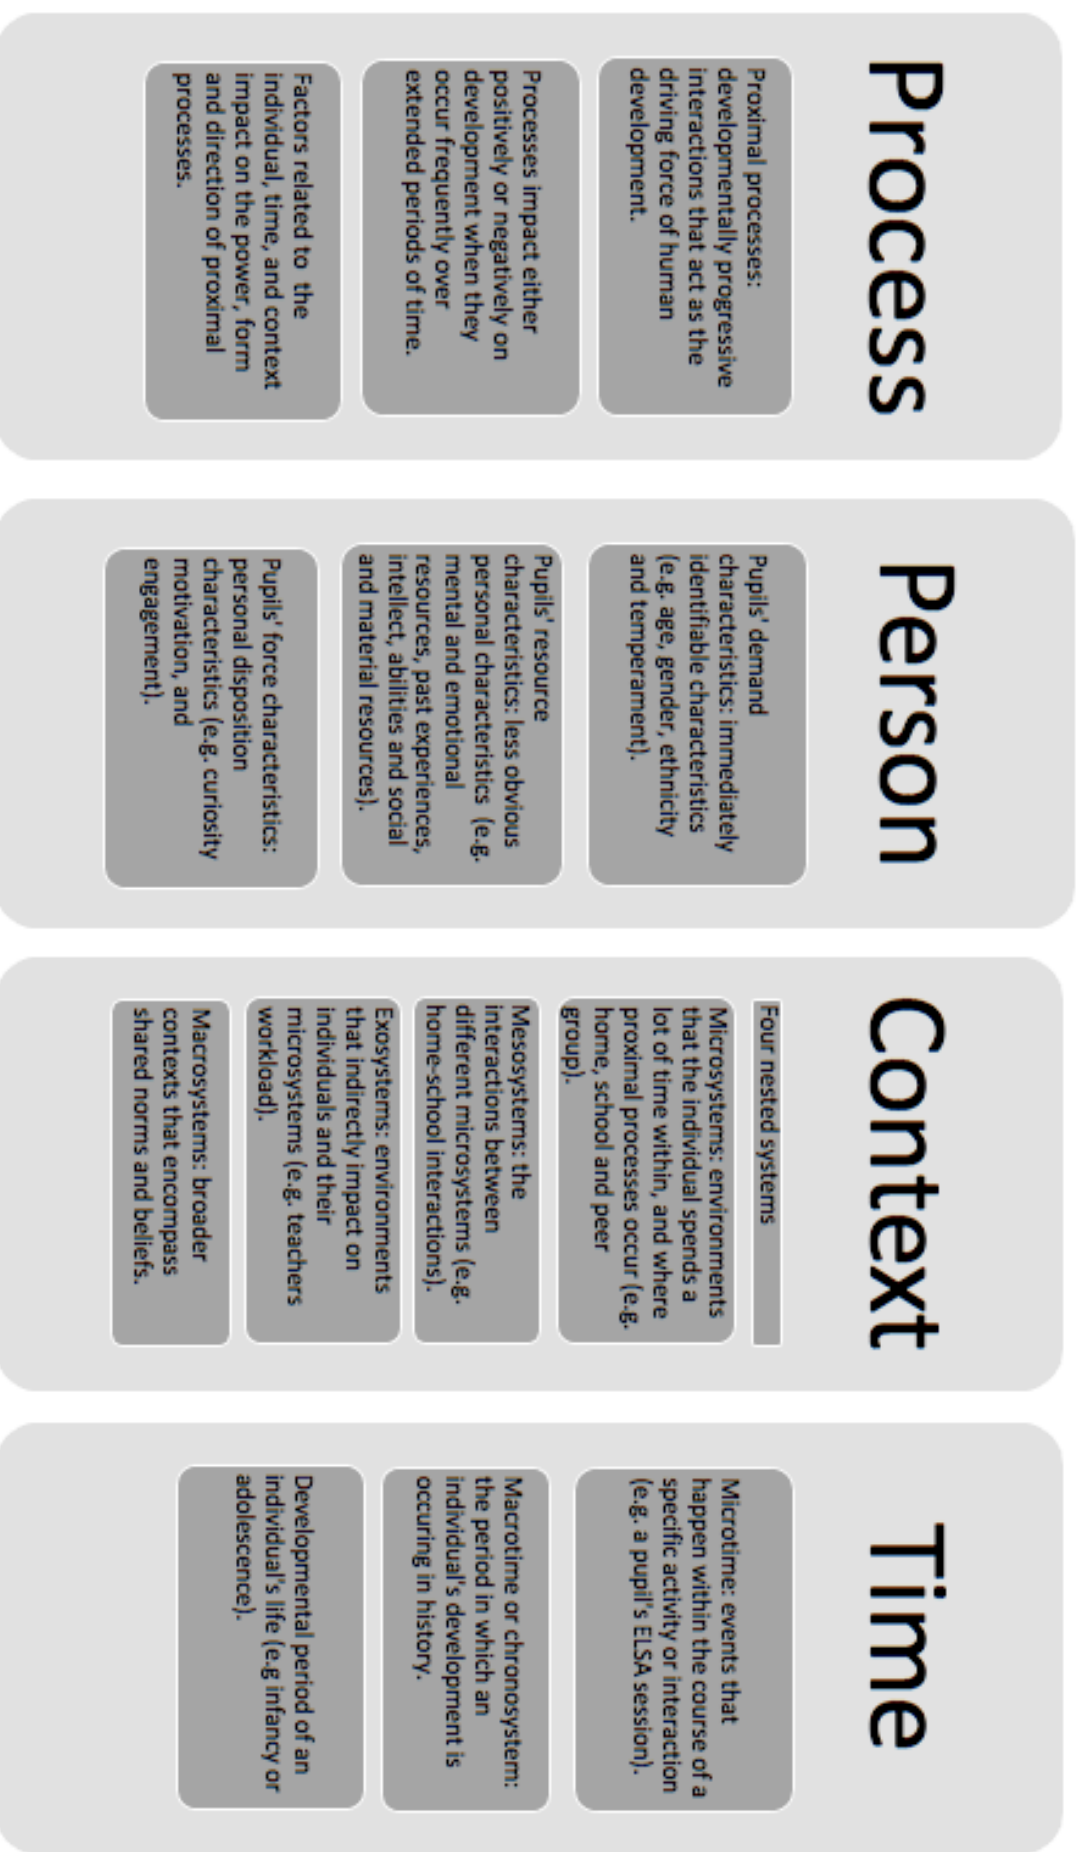 Process
Proximal processes:
developmentally progressive
interactions that act as the
driving force of human
development.
Processes impact either
positively or negatively on
development when they
occur frequently over
extended periods of time.
Factors related to  the
individual, time, and context
impact on the power, form
and direction of proximal
processes.
Person
Pupils' demand
characteristics: immediately
identifiable characteristics
(e.g. age, gender, ethnicity
and temperament).
Pupils' resource
characteristics: less obvious
personal characteristics  (e.g.
mental and emotional
resources, past experiences,
intellect, abilities and social
and material resources).
Pupils' force characteristics:
personal disposition
characteristics (e.g. curiosity
motivation, and
engagement).
Context
Four nested systems
Microsystems: environments
that the individual spends a
lot of time within, and where
proximal processes occur (e.g.
home, school and peer
group).
Mesosystems: the
interactions between
different microsystems (e.g.
home-school interactions).
Exosystems: environments
that indirectly impact on
individuals and their
microsystems (e.g. teachers
workload).
Macrosystems: broader
contexts that encompass
shared norms and beliefs.
Time
Microtime: events that
happen within the course of a
specific activity or interaction
(e.g. a pupil's ELSA session).
Macrotime or chronosystem:
the period in which an
individual's development is
occuring in history.
Developmental period of an
individual's life (e.g infancy or
adolescence).